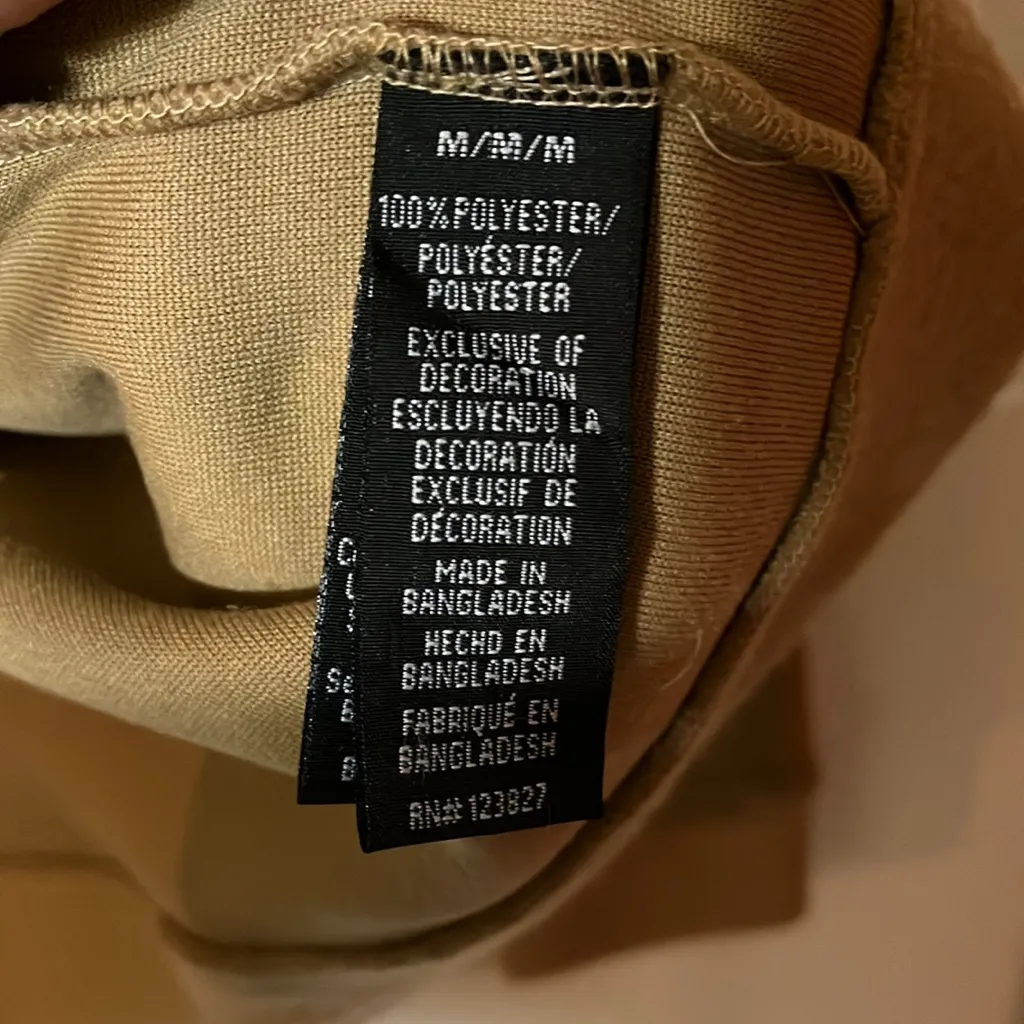 M/M/M
100%POLYESTER/
POLYÉSTER/
POLYESTER
EXCLUSIVE OF
DECORATION
ESCLUYENDO LA
DECORATIÓN
EXCLUSIF DE
DÉCORATION
MADE IN
BANGLADESH
HECHO EN
BANGLADESH
FABRIQUÉ EN
BANGLADESH
RN# 123827